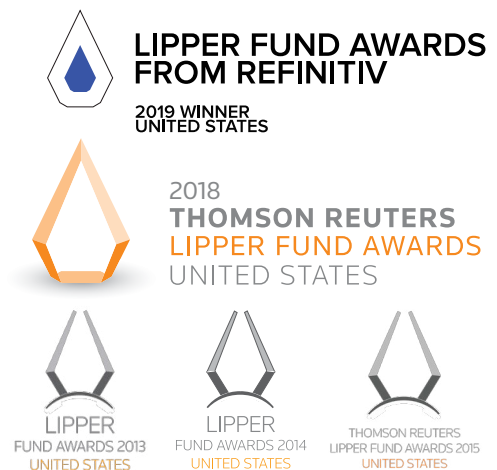 LIPPER FUND AWARDS
FROM REFINITIV
2019 WINNER
UNITED STATES
2018
THOMSON REUTERS
LIPPER FUND AWARDS
UNITED STATES
LIPPER
FUND AWARDS 2013
UNITED STATES
LIPPER
FUND AWARDS 2014
UNITED STATES
THOMSON REUTERS
LIPPER FUND AWARDS 2015
UNITED STATES